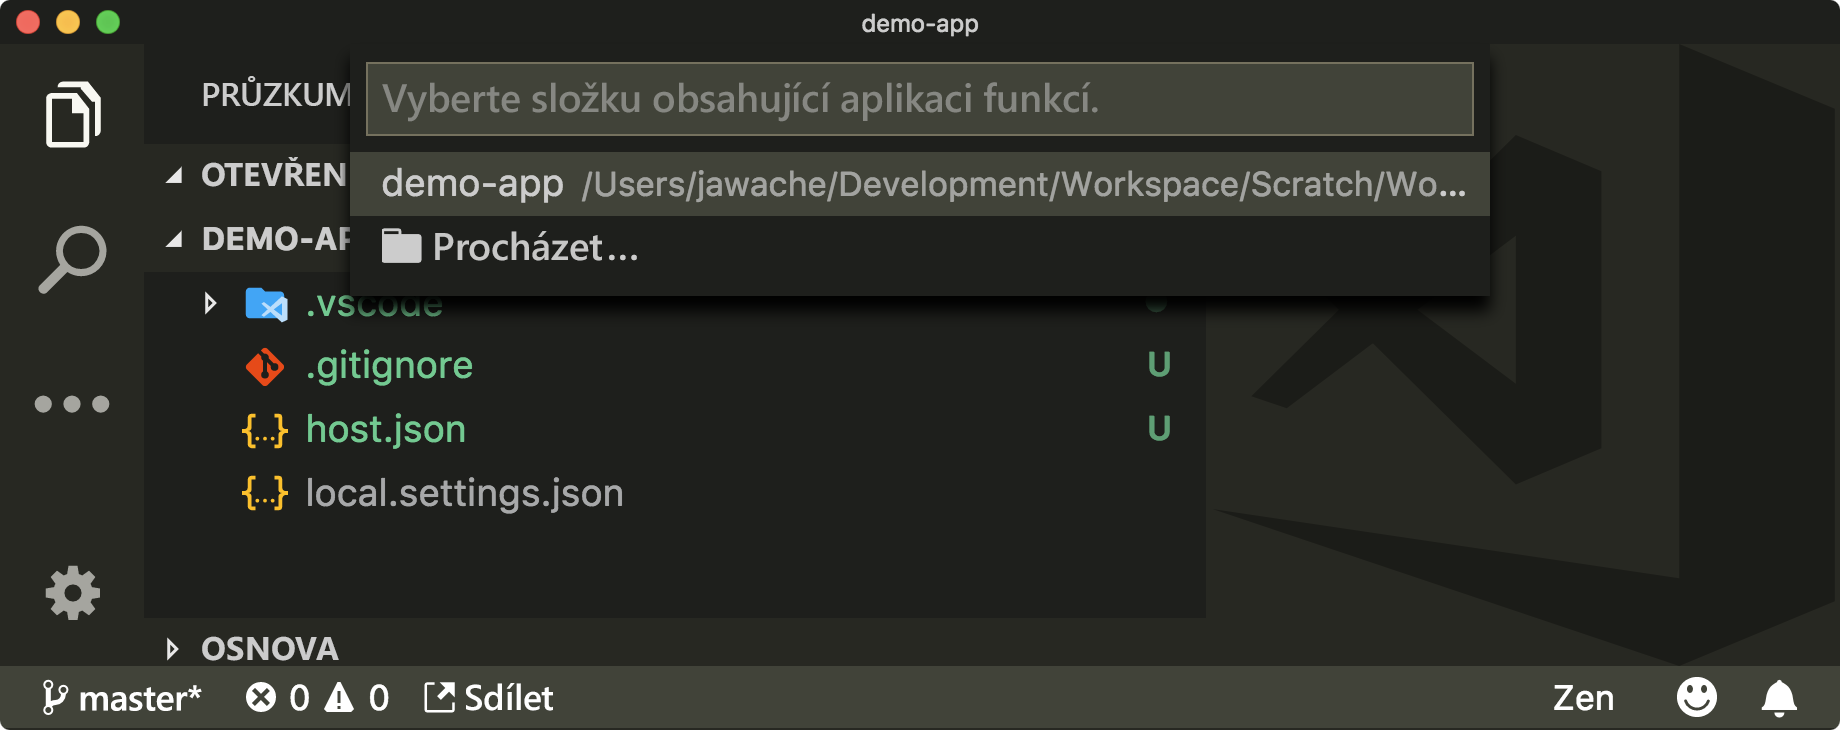 demo-app
PRŮZKUM
Vyberte složku obsahující aplikaci funkcí.
OTEVŘEN
demo-app /Users/jawache/Development/Workspace/Scratch/Wo...
DEMO-AP
Procházet...
.vscode
.gitignore U
host.json U
local.settings.json
OSNOVA
master* 0 0 Sdílet Zen